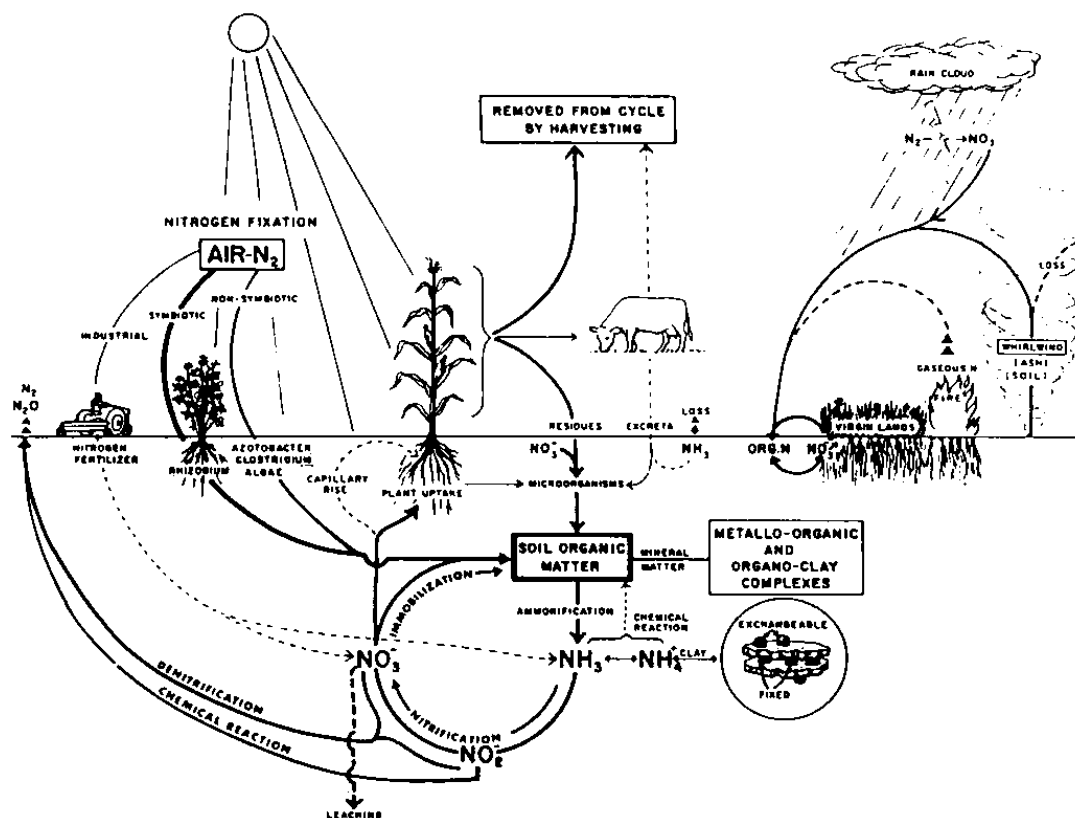 RAIN CLOUD
REMOVED FROM CYCLE
BY HARVESTING
N2
NO3
NITROGEN FIXATION
AIR-N2
NON-SYMBIOTIC
SYMBIOTIC
INDUSTRIAL
LOSS
WHIRLWIND
(ASH)
(SOIL)
GASEOUS N
FIRE
N2
N2O
VIRGIN LANDS
LOSS
RESIDUES
EXCRETA
NITROGEN
FERTILIZER
RHIZOBIUM
AZOTOBACTER
CLOSTRIDIUM
ALGAE
NO3-
NH3
ORG.N
CAPILLARY
RISE
PLANT UPTAKE
MICROORGANISMS
SOIL ORGANIC
MATTER
MINERAL
MATTER
METALLO-ORGANIC
AND
ORGANO-CLAY
COMPLEXES
IMMOBILIZATION
AMMONIFICATION
CHEMICAL
REACTION
EXCHANGEABLE
NO3-
NH3
NH4+
CLAY
FIXED
DENITRIFICATION
CHEMICAL REACTION
NITRIFICATION
NO2-
LEACHING